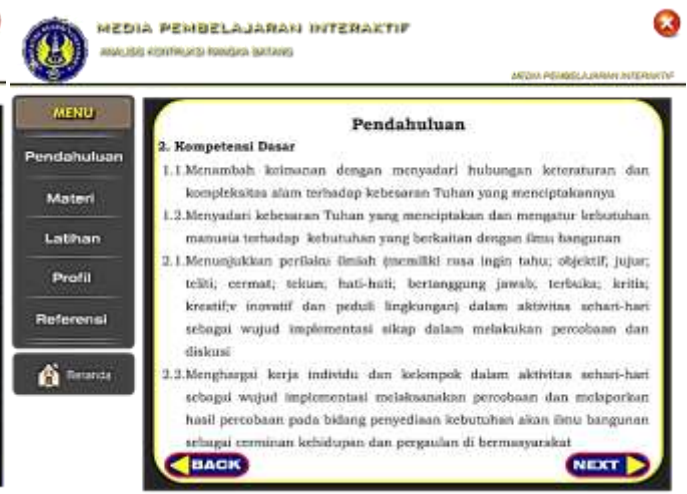 MEDIA PEMBELAJARAN INTERAKTIF
ANALISIS KONTRUKSI RANGKA BATANG
MEDIA PEMBELAJARAN INTERAKTIF
MENU
Pendahuluan
Materi
Latihan
Profil
Referensi
Beranda
Pendahuluan
2. Kompetensi Dasar
1.1.Menambah keimanan dengan menyadari hubungan keteraturan dan
kompleksitas alam terhadap kebesaran Tuhan yang menciptakannya
1.2.Menyadari kebesaran Tuhan yang menciptakan dan mengatur kebutuhan
manusia terhadap kebutuhan yang berkaitan dengan ilmu bangunan
2.1.Menunjukkan perilaku ilmiah (memiliki rasa ingin tahu; objektif; jujur;
teliti; cermat; tekun; hati-hati; bertanggung jawab; terbuka; kritis;
kreatif;v inovatif dan peduli lingkungan) dalam aktivitas sehari-hari
sebagai wujud implementasi sikap dalam melakukan percobaan dan
diskusi
2.2.Menghargai kerja individu dan kelompok dalam aktivitas sehari-hari
sebagai wujud implementasi melaksanakan percobaan dan melaporkan
hasil percobaan pada bidang penyediaan kebutuhan akan ilmu bangunan
sebagai cerminan kehidupan dan pergaulan di bermasyarakat
BACK
NEXT